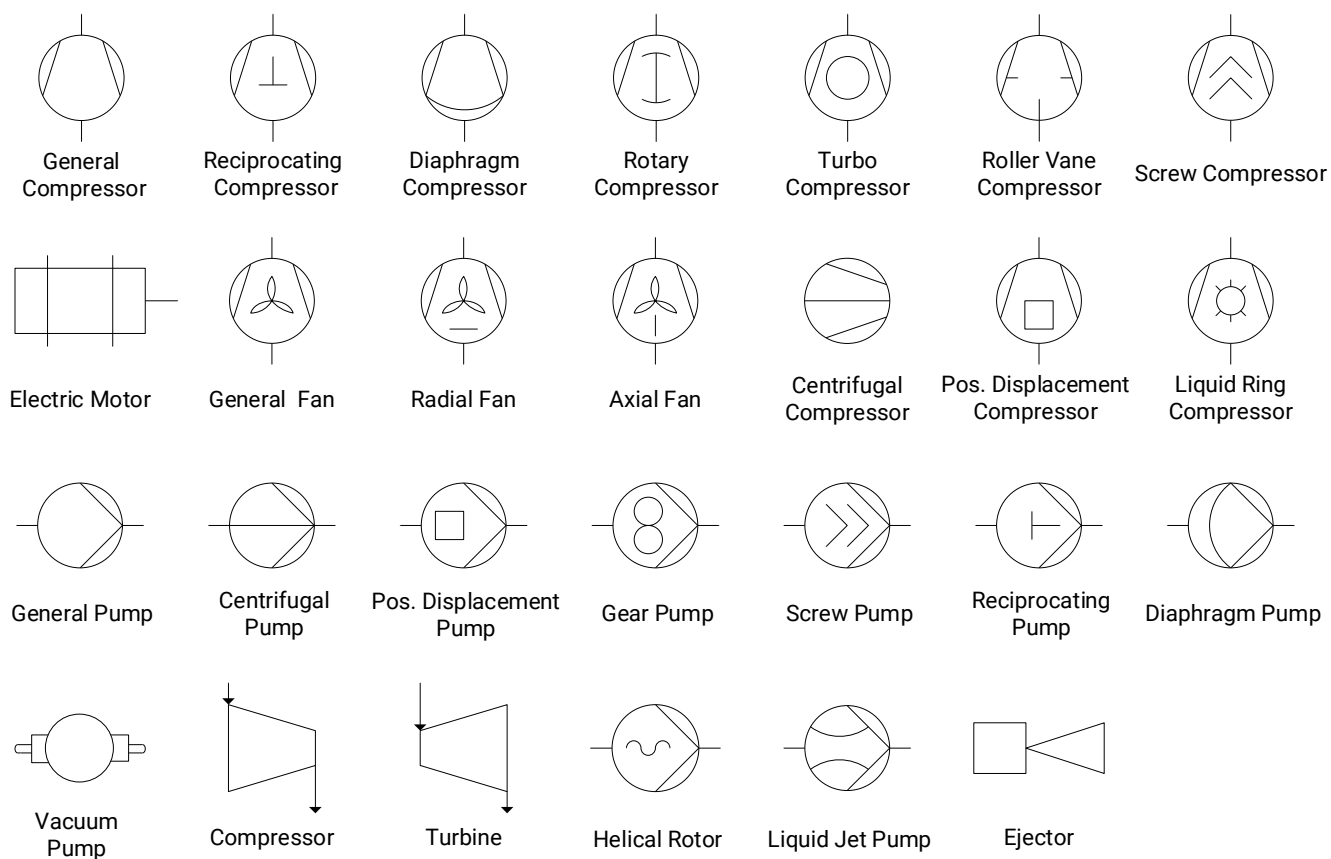 General
Compressor
Reciprocating
Compressor
Diaphragm
Compressor
Rotary
Compressor
Turbo
Compressor
Roller Vane
Compressor
Screw Compressor
Electric Motor
General Fan
Radial Fan
Axial Fan
Centrifugal
Compressor
Pos. Displacement
Compressor
Liquid Ring
Compressor
General Pump
Centrifugal
Pump
Pos. Displacement
Pump
Gear Pump
Screw Pump
Reciprocating
Pump
Diaphragm Pump
Vacuum
Pump
Compressor
Turbine
Helical Rotor
Liquid Jet Pump
Ejector